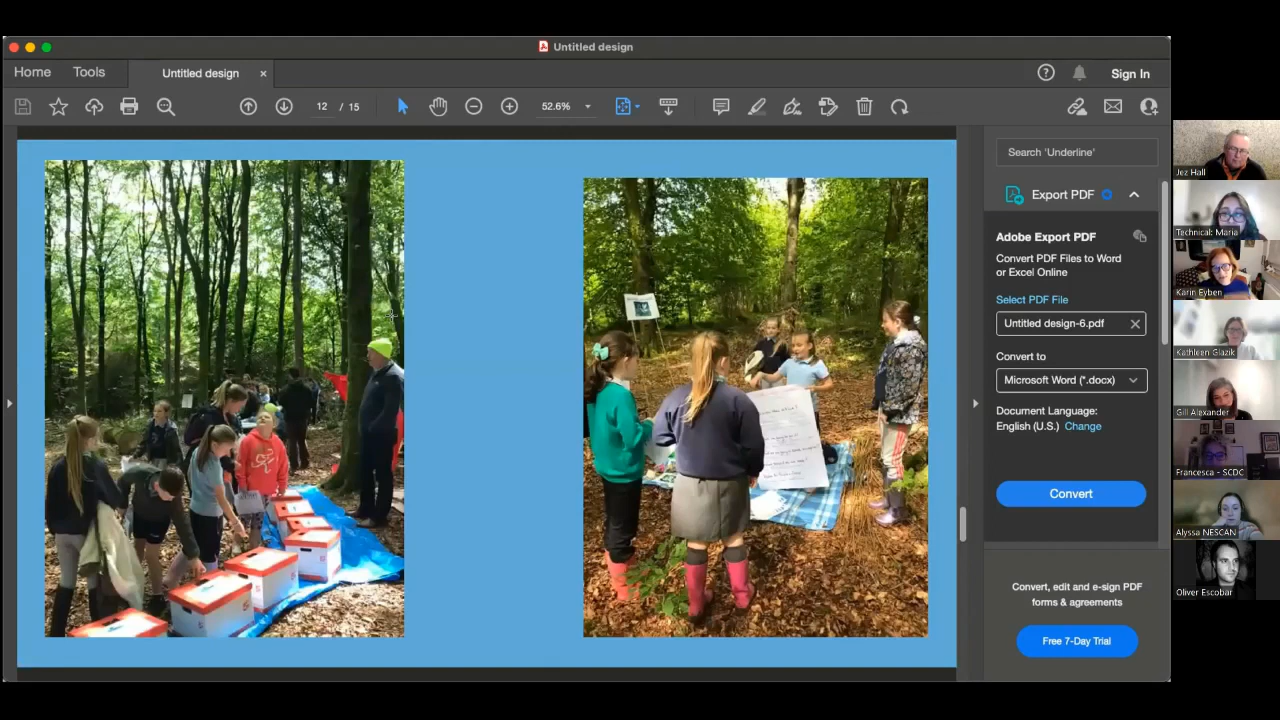 Untitled design
Home
Tools
Untitled design
×
Sign In
12 / 15
52.6%
Search 'Underline'
Export PDF
Adobe Export PDF
Convert PDF Files to Word
or Excel Online
Select PDF File
Untitled design-6.pdf
Convert to
Microsoft Word (*.docx)
Document Language:
English (U.S.) Change
Convert
Convert, edit and e-sign PDF
forms & agreements
Free 7-Day Trial
Jez Hall
Technical: Maria
Karin Eyben
Kathleen Glazik
Gill Alexander
Francesca - SCDC
Alyssa NESCAN
Oliver Escobar